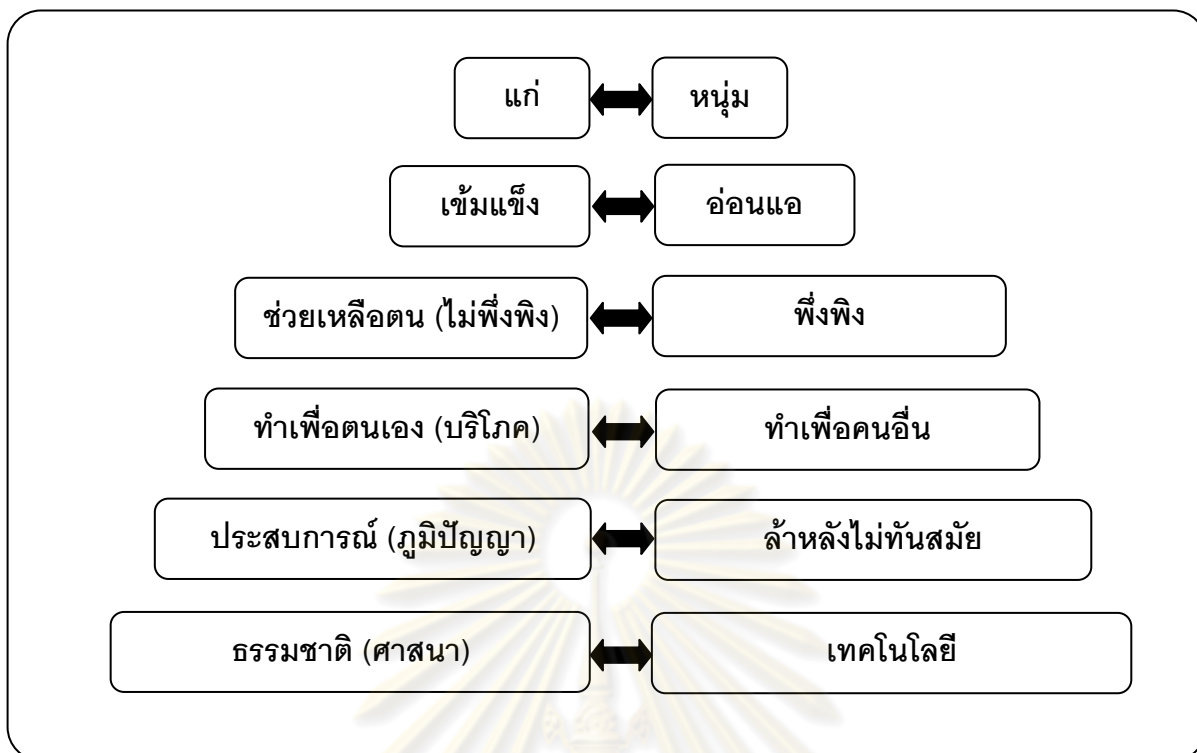 แก่ หนุ่ม
เข้มแข็ง อ่อนแอ
ช่วยเหลือตน (ไม่พึ่งพิง) พึ่งพิง
ทำเพื่อตนเอง (บริโภค) ทำเพื่อคนอื่น
ประสบการณ์ (ภูมิปัญญา) ล้าหลังไม่ทันสมัย
ธรรมชาติ (ศาสนา) เทคโนโลยี